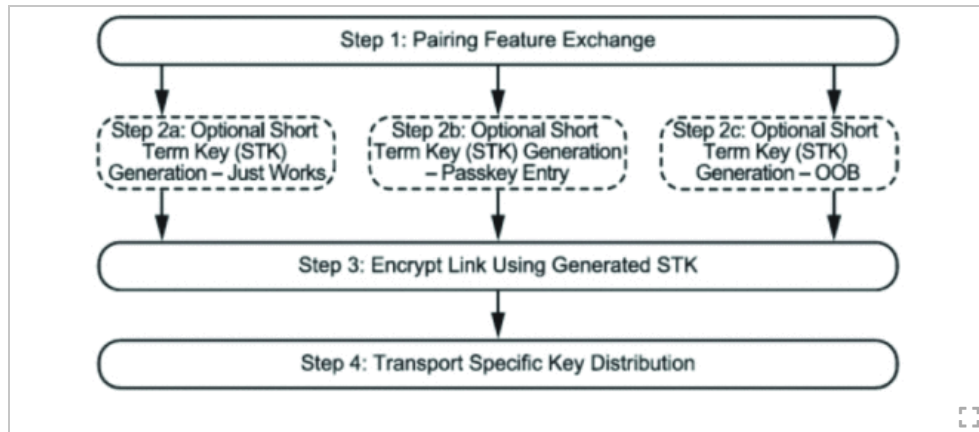 Step 1: Pairing Feature Exchange
Step 2a: Optional Short
Term Key (STK)
Generation – Just Works
Step 2b: Optional Short
Term Key (STK) Generation
– Passkey Entry
Step 2c: Optional Short
Term Key (STK)
Generation – OOB
Step 3: Encrypt Link Using Generated STK
Step 4: Transport Specific Key Distribution